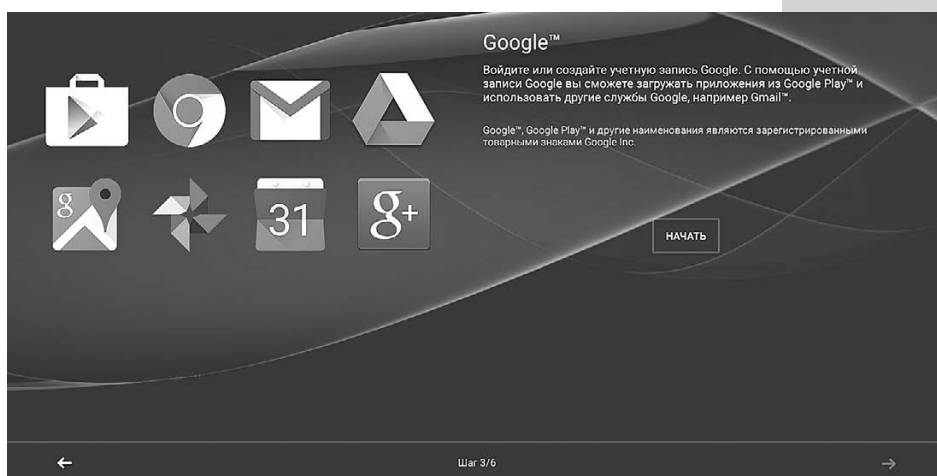 Google™
Войдите или создайте учетную запись Google. С помощью учетной
записи Google вы сможете загружать приложения из Google Play™ и
использовать другие службы Google, например Gmail™.
Google™, Google Play™ и другие наименования являются зарегистрированными
товарными знаками Google Inc.
g
31
g+
НАЧАТЬ
Шаг 3/6